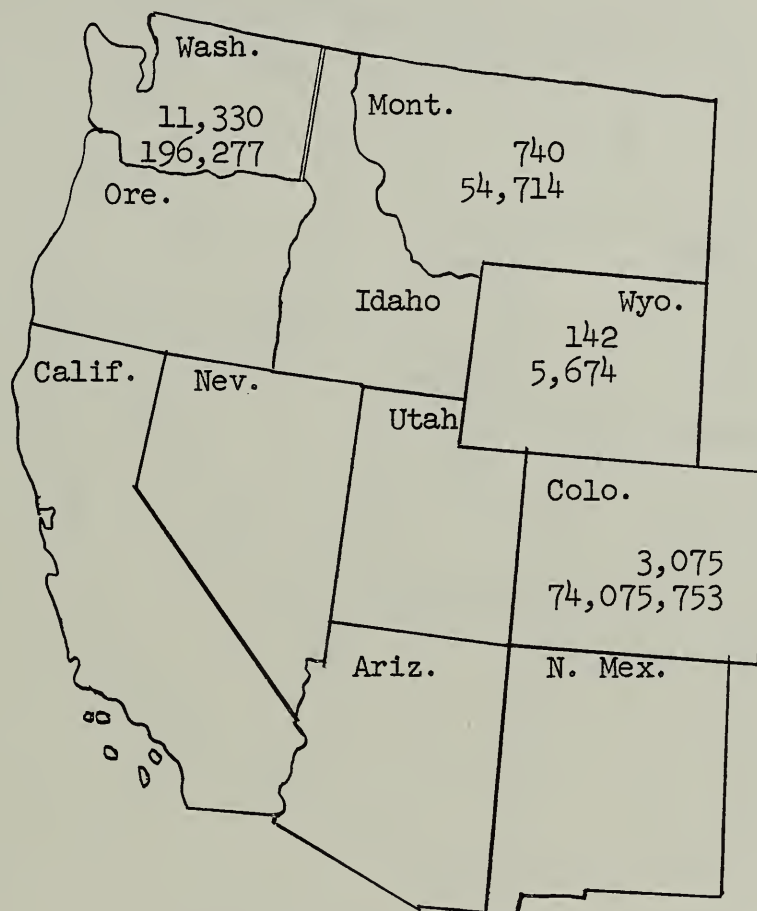 Wash.
11,330
196,277
Mont.
740
54,714
Ore.
Idaho
Wyo.
142
5,674
Calif.
Nev.
Utah
Colo.
3,075
74,075,753
Ariz.
N. Mex.